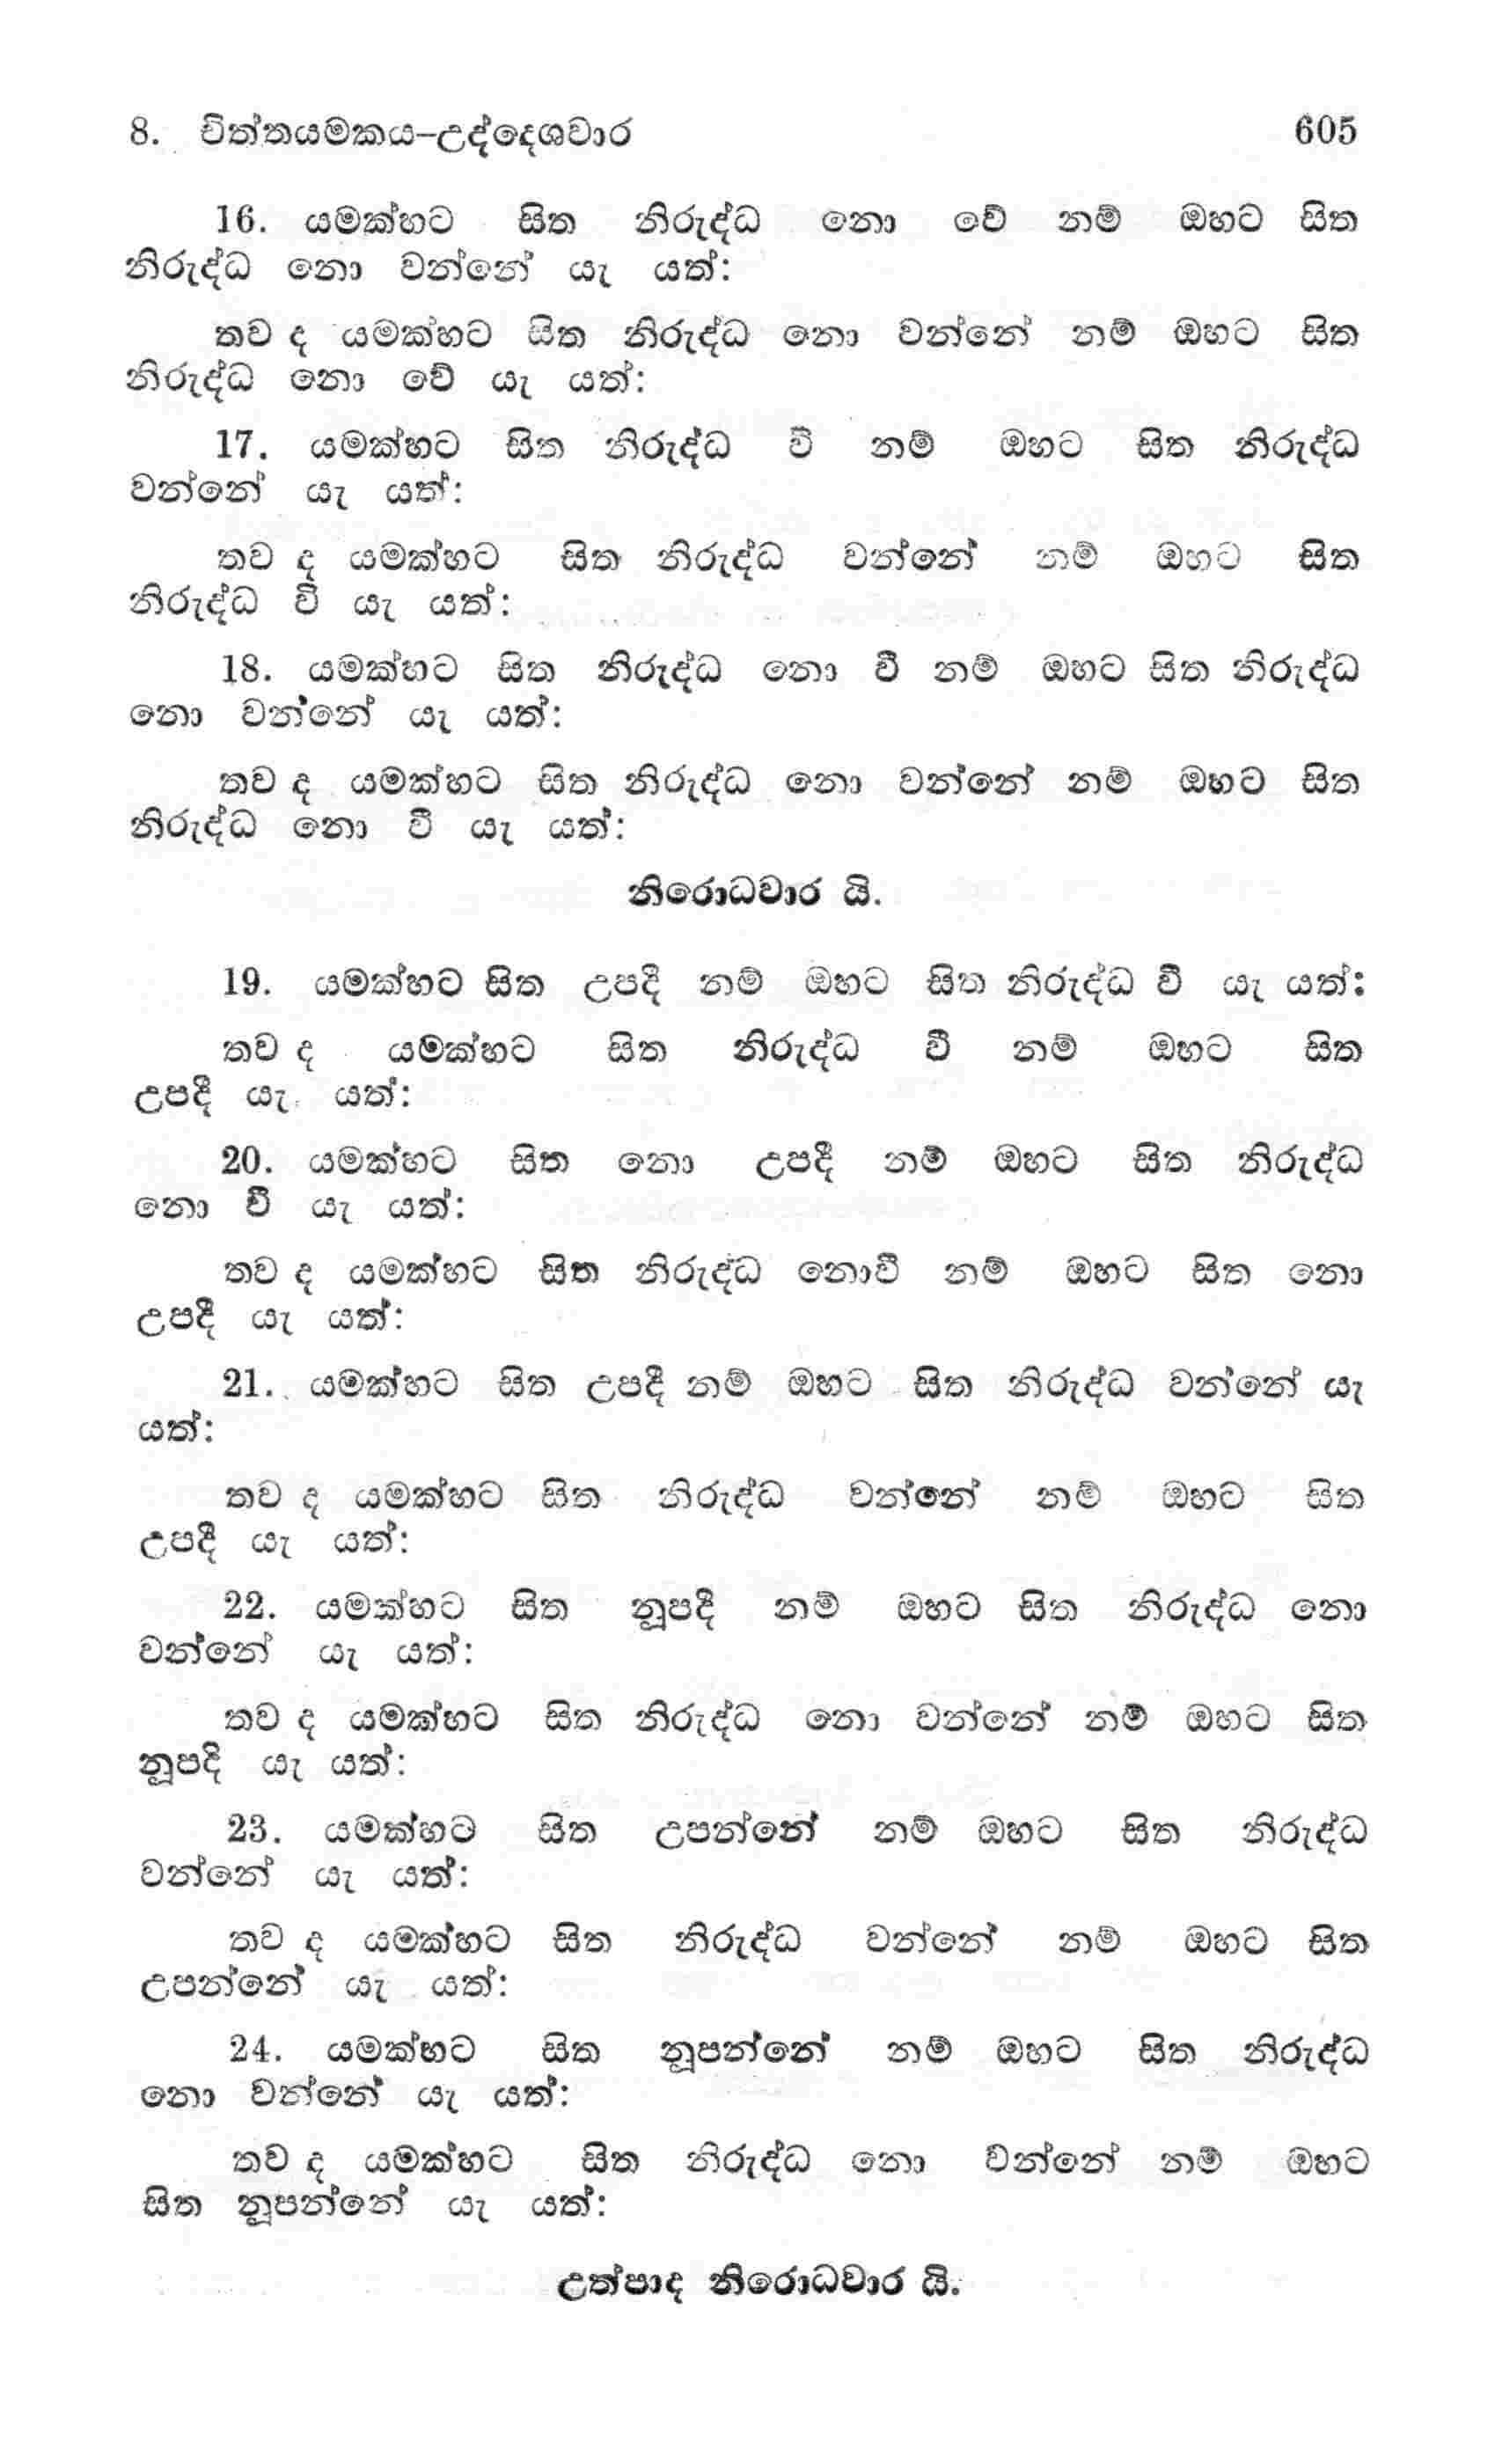 8. චිත්තයමකය–උද්දෙශවාර 605
16. යමක්හට සිත නිරුද්ධ නො වේ නම් ඔහට සිත
නිරුද්ධ නො වන්නේ යැ යත්:
තව ද යමක්හට සිත නිරුද්ධ නො වන්නේ නම් ඔහට සිත
නිරුද්ධ නො වේ යැ යත්:
17. යමක්හට සිත නිරුද්ධ වී නම් ඔහට සිත නිරුද්ධ
වන්නේ යැ යත්:
තව ද යමක්හට සිත නිරුද්ධ වන්නේ නම් ඔහට සිත
නිරුද්ධ වි යැ යත්:
18. යමක්හට සිත නිරුද්ධ නො වී නම් ඔහට සිත නිරුද්ධ
නො වන්නේ යැ යත්:
තව ද යමක්හට සිත නිරුද්ධ නො වන්නේ නම් ඔහට සිත
නිරුද්ධ නො වී යැ යත්:
නිරොධවාර යි.
19. යමක්හට සිත උපදී නම් ඔහට සිත නිරුද්ධ වී යැ යත්:
තව ද යමක්හට සිත නිරුද්ධ වී නම් ඔහට සිත
උපදී යැ යත්:
20. යමක්හට සිත නො උපදී නම් ඔහට සිත නිරුද්ධ
නො වී යැ යත්:
තව ද යමක්හට සිත නිරුද්ධ නොවී නම් ඔහට සිත නො
උපදී යැ යත්:
21. යමක්හට සිත උපදී නම් ඔහට සිත නිරුද්ධ වන්නේ යැ
යත්:
තව ද යමක්හට සිත නිරුද්ධ වන්නේ නම් ඔහට සිත
උපදී යැ යත්:
22. යමක්හට සිත නූපදී නම් ඔහට සිත නිරුද්ධ නො
වන්නේ යැ යත්:
තව ද යමක්හට සිත නිරුද්ධ නො වන්නේ නම් ඔහට සිත
නූපදි යැ යත්:
23. යමක්හට සිත උපන්නේ නම් ඔහට සිත නිරුද්ධ
වන්නේ යැ යත්:
තව ද යමක්හට සිත නිරුද්ධ වන්නේ නම් ඔහට සිත
උපන්නේ යැ යත්:
24. යමක්හට සිත නූපන්නේ නම් ඔහට සිත නිරුද්ධ
නො වන්නේ යැ යත්:
තව ද යමක්හට සිත නිරුද්ධ නො වන්නේ නම් ඔහට
සිත නූපන්නේ යැ යත්:
උත්පාද නිරොධවාර යි.